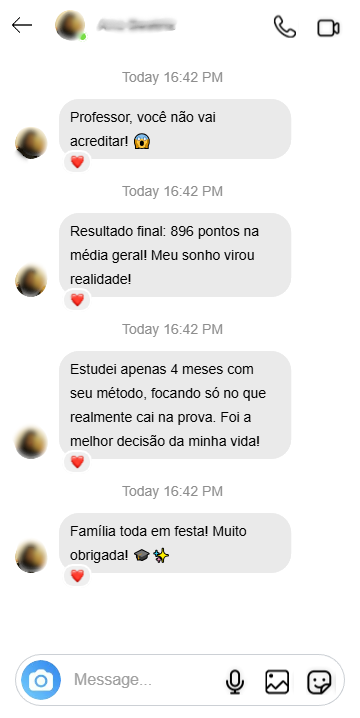 Today 16:42 PM
Professor, você não vai
acreditar! 😱
Today 16:42 PM
Resultado final: 896 pontos na
média geral! Meu sonho virou
realidade!
Today 16:42 PM
Estudei apenas 4 meses com
seu método, focando só no que
realmente cai na prova. Foi a
melhor decisão da minha vida!
Today 16:42 PM
Família toda em festa! Muito
obrigada! 🎓✨
Message...